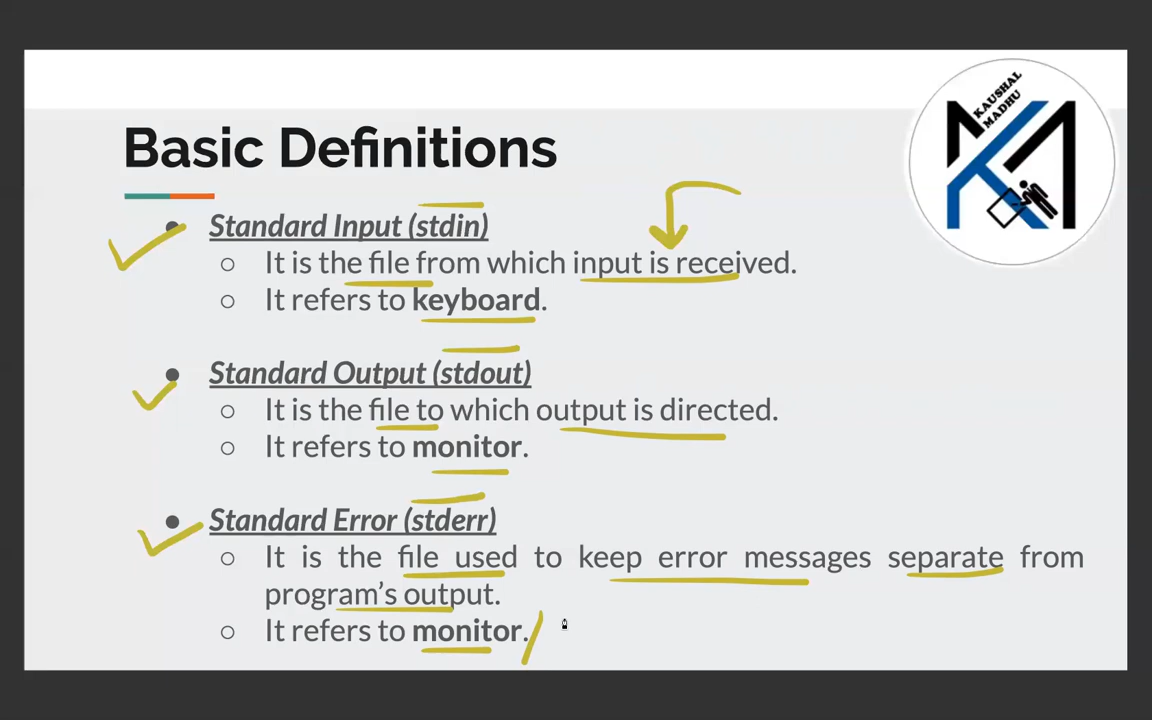 KAUSHAL
MADHU
Basic Definitions
● Standard Input (stdin)
○ It is the file from which input is received.
○ It refers to keyboard.
● Standard Output (stdout)
○ It is the file to which output is directed.
○ It refers to monitor.
● Standard Error (stderr)
○ It is the file used to keep error messages separate from
program’s output.
○ It refers to monitor. /